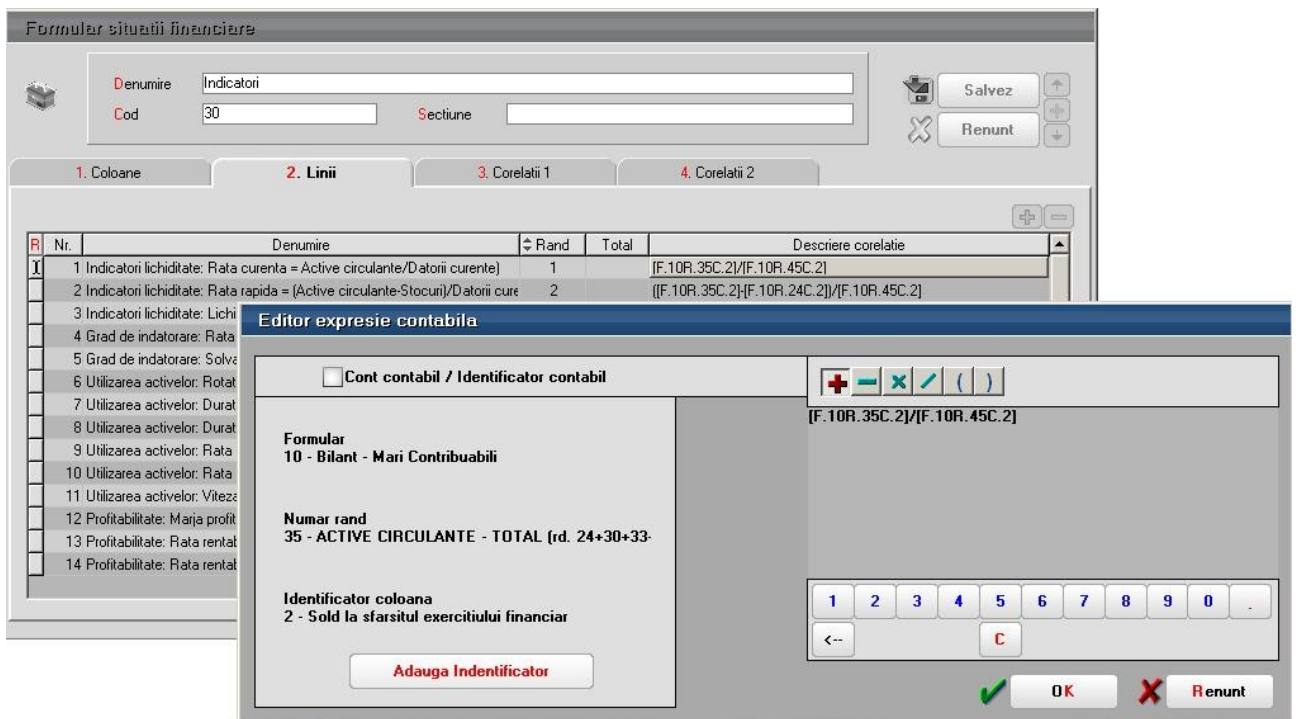 Formular situatii financiare
Denumire Indicatori
Cod 30 Sectiune
Salvez
Renunt
1. Coloane 2. Linii 3. Corelatii 1 4. Corelatii 2
R Nr. Denumire Rand Total Descriere corelatie
1 Indicatori lichiditate: Rata curenta = Active circulante/Datorii curente) 1 [F.10R.35C.2]/[F.10R.45C.2]
2 Indicatori lichiditate: Rata rapida = (Active circulante-Stocuri)/Datorii cure 2 ([F.10R.35C.2]-[F.10R.24C.2])/[F.10R.45C.2]
3 Indicatori lichiditate: Lichi
4 Grad de indatorare: Rata
5 Grad de indatorare: Solva
6 Utilizarea activelor: Rotat
7 Utilizarea activelor: Durat
8 Utilizarea activelor: Durat
9 Utilizarea activelor: Rata
10 Utilizarea activelor: Rata
11 Utilizarea activelor: Viteza
12 Profitabilitate: Marja profit
13 Profitabilitate: Rata rentab
14 Profitabilitate: Rata rentab
Editor expresie contabila
Cont contabil / Identificator contabil
+ - x / ( )
[F.10R.35C.2]/[F.10R.45C.2]
Formular
10 - Bilant - Mari Contribuabili
Numar rand
35 - ACTIVE CIRCULANTE - TOTAL (rd. 24+30+33-
Identificator coloana
2 - Sold la sfarsitul exercitiului financiar
Adauga Indentificator
1 2 3 4 5 6 7 8 9 0 .
<-- C
OK Renunt